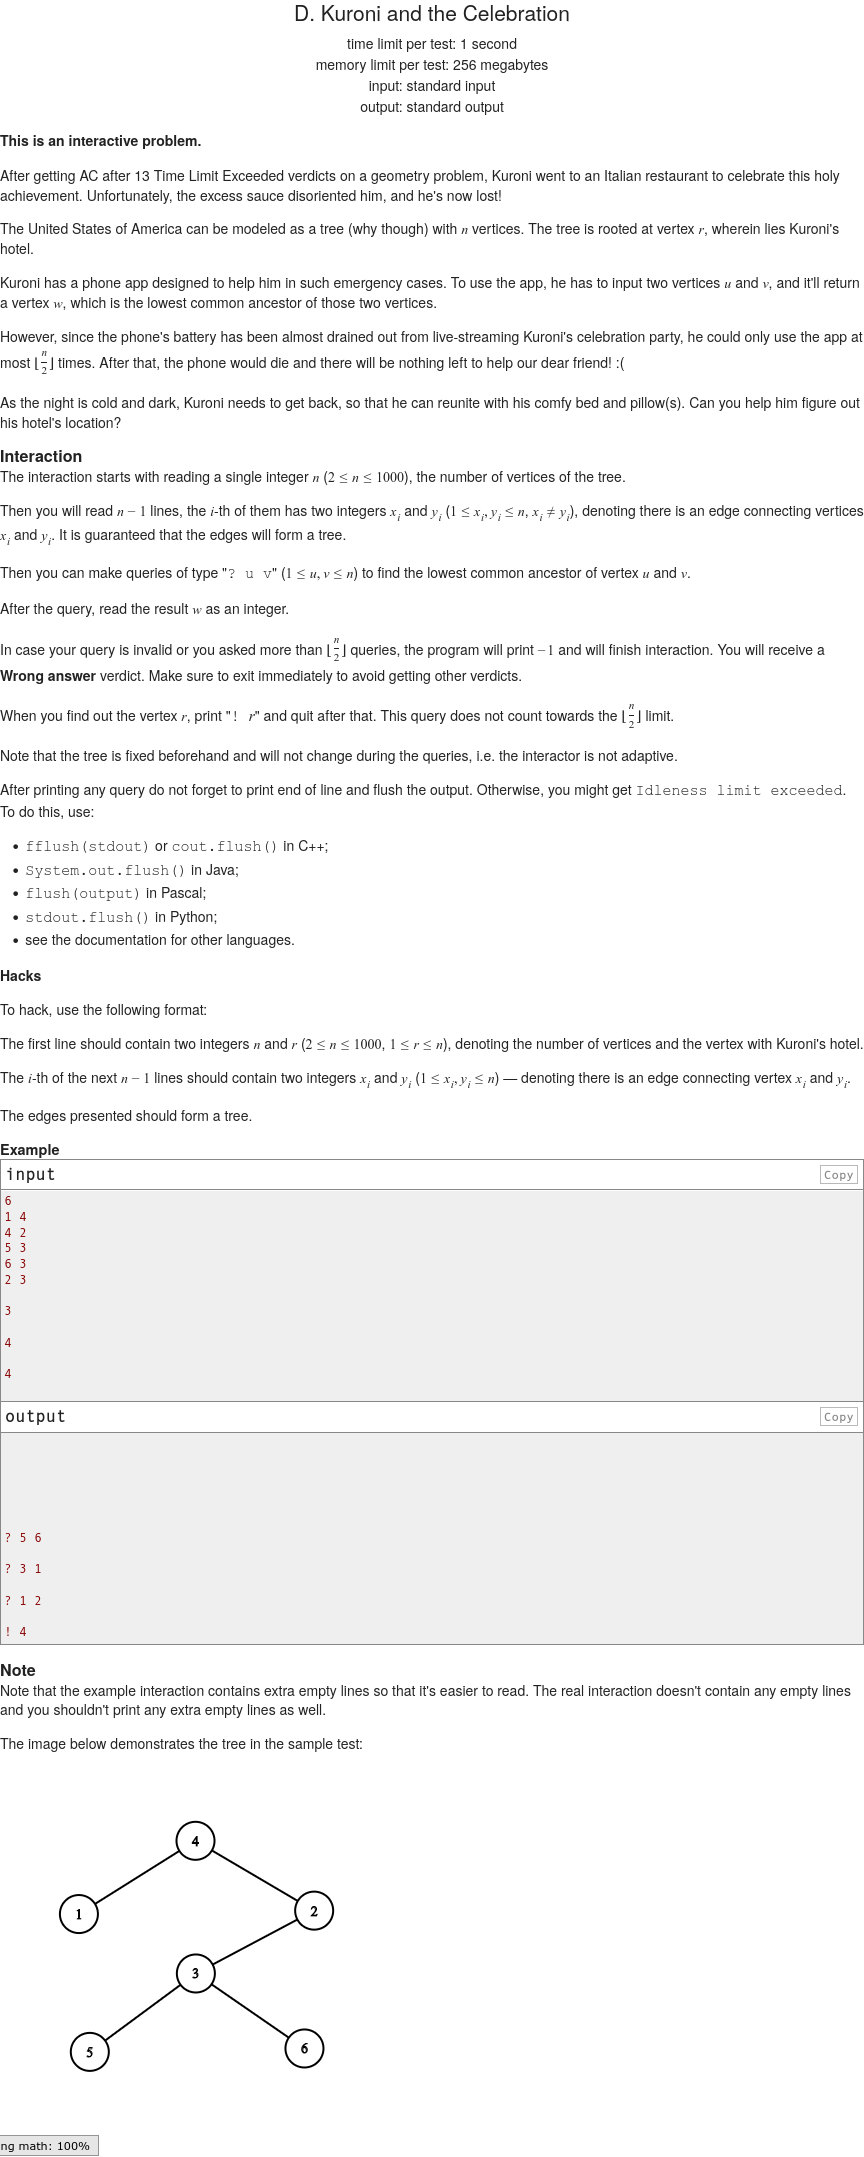 D. Kuroni and the Celebration
time limit per test: 1 second
memory limit per test: 256 megabytes
input: standard input
output: standard output
This is an interactive problem.
After getting AC after 13 Time Limit Exceeded verdicts on a geometry problem, Kuroni went to an Italian restaurant to celebrate this holy
achievement. Unfortunately, the excess sauce disoriented him, and he's now lost!
The United States of America can be modeled as a tree (why though) with n vertices. The tree is rooted at vertex r, wherein lies Kuroni's
hotel.
Kuroni has a phone app designed to help him in such emergency cases. To use the app, he has to input two vertices u and v, and it'll return
a vertex w, which is the lowest common ancestor of those two vertices.
However, since the phone's battery has been almost drained out from live-streaming Kuroni's celebration party, he could only use the app at
most ⌊n/2⌋ times. After that, the phone would die and there will be nothing left to help our dear friend! :(
As the night is cold and dark, Kuroni needs to get back, so that he can reunite with his comfy bed and pillow(s). Can you help him figure out
his hotel's location?
Interaction
The interaction starts with reading a single integer n (2 ≤ n ≤ 1000), the number of vertices of the tree.
Then you will read n − 1 lines, the i-th of them has two integers x_i and y_i (1 ≤ x_i, y_i ≤ n, x_i ≠ y_i), denoting there is an edge connecting vertices
x_i and y_i. It is guaranteed that the edges will form a tree.
Then you can make queries of type "? u v" (1 ≤ u, v ≤ n) to find the lowest common ancestor of vertex u and v.
After the query, read the result w as an integer.
In case your query is invalid or you asked more than ⌊n/2⌋ queries, the program will print −1 and will finish interaction. You will receive a
Wrong answer verdict. Make sure to exit immediately to avoid getting other verdicts.
When you find out the vertex r, print "! r" and quit after that. This query does not count towards the ⌊n/2⌋ limit.
Note that the tree is fixed beforehand and will not change during the queries, i.e. the interactor is not adaptive.
After printing any query do not forget to print end of line and flush the output. Otherwise, you might get Idleness limit exceeded.
To do this, use:
• fflush(stdout) or cout.flush() in C++;
• System.out.flush() in Java;
• flush(output) in Pascal;
• stdout.flush() in Python;
• see the documentation for other languages.
Hacks
To hack, use the following format:
The first line should contain two integers n and r (2 ≤ n ≤ 1000, 1 ≤ r ≤ n), denoting the number of vertices and the vertex with Kuroni's hotel.
The i-th of the next n − 1 lines should contain two integers x_i and y_i (1 ≤ x_i, y_i ≤ n) — denoting there is an edge connecting vertex x_i and y_i.
The edges presented should form a tree.
Example
input Copy
6
1 4
4 2
5 3
6 3
2 3
3
4
4
output Copy
? 5 6
? 3 1
? 1 2
! 4
Note
Note that the example interaction contains extra empty lines so that it's easier to read. The real interaction doesn't contain any empty lines
and you shouldn't print any extra empty lines as well.
The image below demonstrates the tree in the sample test:
4
1
2
3
5
6
ng math: 100%